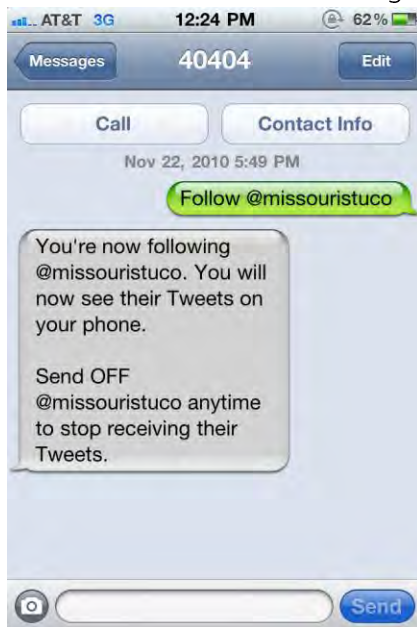 AT&T 3G 12:24 PM 62%
Messages 40404 Edit
Call Contact Info
Nov 22, 2010 5:49 PM
Follow @missouristuco
You're now following
@missouristuco. You will
now see their Tweets on
your phone.
Send OFF
@missouristuco anytime
to stop receiving their
Tweets.
Send